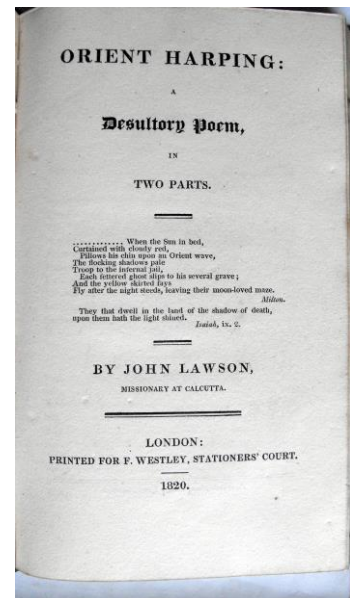 ORIENT HARPING:
A
Desultory Poem,
IN
TWO PARTS.
............. When the Sun in bed,
Curtained with cloudy red,
Pillows his chin upon an Orient wave,
The flocking shadows pale
Troop to the infernal jail,
Each fettered ghost slips to his several grave;
And the yellow skirted fays
Fly after the night steeds, leaving their moon-loved maze.
Milton.
They that dwell in the land of the shadow of death,
upon them hath the light shined.
Isaiah, ix. 2.
BY JOHN LAWSON,
MISSIONARY AT CALCUTTA.
LONDON:
PRINTED FOR F. WESTLEY, STATIONERS' COURT.
1820.